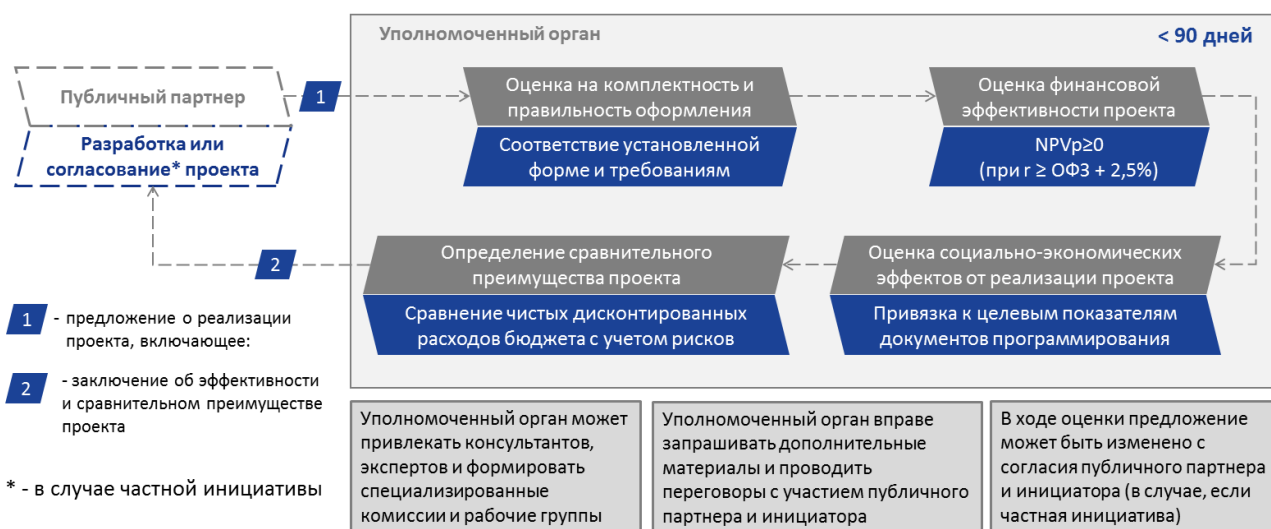 Уполномоченный орган
< 90 дней
Публичный партнер
Разработка или
согласование* проекта
1
Оценка на комплектность и
правильность оформления
Соответствие установленной
форме и требованиям
Оценка финансовой
эффективности проекта
NPVp≥0
(при r ≥ ОФЗ + 2,5%)
2
Определение сравнительного
преимущества проекта
Сравнение чистых дисконтированных
расходов бюджета с учетом рисков
Оценка социально-экономических
эффектов от реализации проекта
Привязка к целевым показателям
документов программирования
1 - предложение о реализации
проекта, включающее:
2 - заключение об эффективности
и сравнительном преимуществе
проекта
* - в случае частной инициативы
Уполномоченный орган может
привлекать консультантов,
экспертов и формировать
специализированные
комиссии и рабочие группы
Уполномоченный орган вправе
запрашивать дополнительные
материалы и проводить
переговоры с участием публичного
партнера и инициатора
В ходе оценки предложение
может быть изменено с
согласия публичного партнера
и инициатора (в случае, если
частная инициатива)